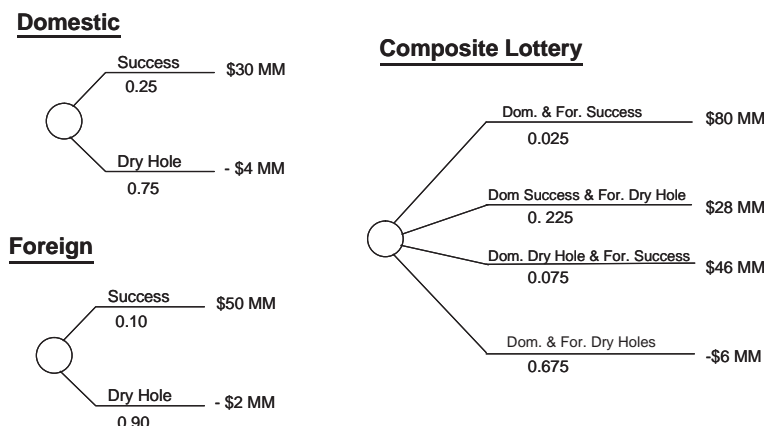 Domestic
Success $30 MM
0.25
Dry Hole - $4 MM
0.75
Foreign
Success $50 MM
0.10
Dry Hole - $2 MM
0.90
Composite Lottery
Dom. & For. Success $80 MM
0.025
Dom Success & For. Dry Hole $28 MM
0. 225
Dom. Dry Hole & For. Success $46 MM
0.075
Dom. & For. Dry Holes -$6 MM
0.675